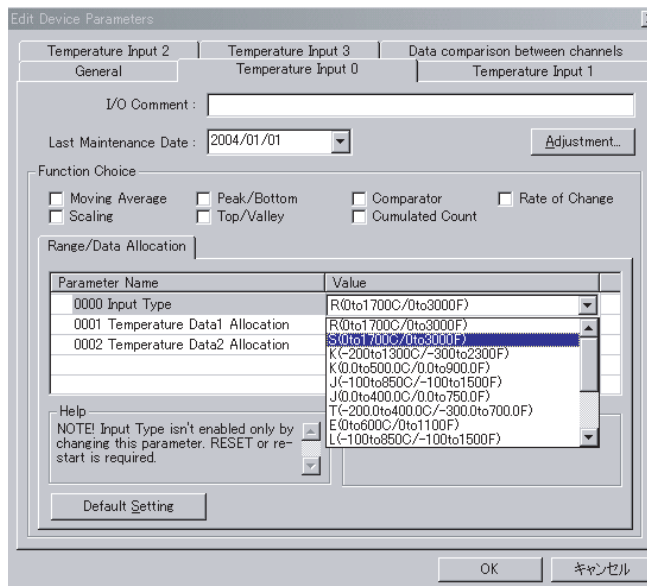 Edit Device Parameters
Temperature Input 2 Temperature Input 3 Data comparison between channels
General Temperature Input 0 Temperature Input 1
I/O Comment :
Last Maintenance Date : 2004/01/01 Adjustment...
Function Choice
Moving Average Peak/Bottom Comparator Rate of Change
Scaling Top/Valley Cumulated Count
Range/Data Allocation
Parameter Name Value
0000 Input Type R(0to1700C/0to3000F)
0001 Temperature Data1 Allocation R(0to1700C/0to3000F)
S(0to1700C/0to3000F)
0002 Temperature Data2 Allocation K(-200to1300C/-300to2300F)
K(0.0to500.0C/0.0to900.0F)
J(-100to850C/-100to1500F)
J(0.0to400.0C/0.0to750.0F)
T(-200.0to400.0C/-300.0to700.0F)
E(0to600C/0to1100F)
L(-100to850C/-100to1500F)
Help
NOTE! Input Type isn't enabled only by
changing this parameter. RESET or re-
start is required.
Default Setting
OK キャンセル